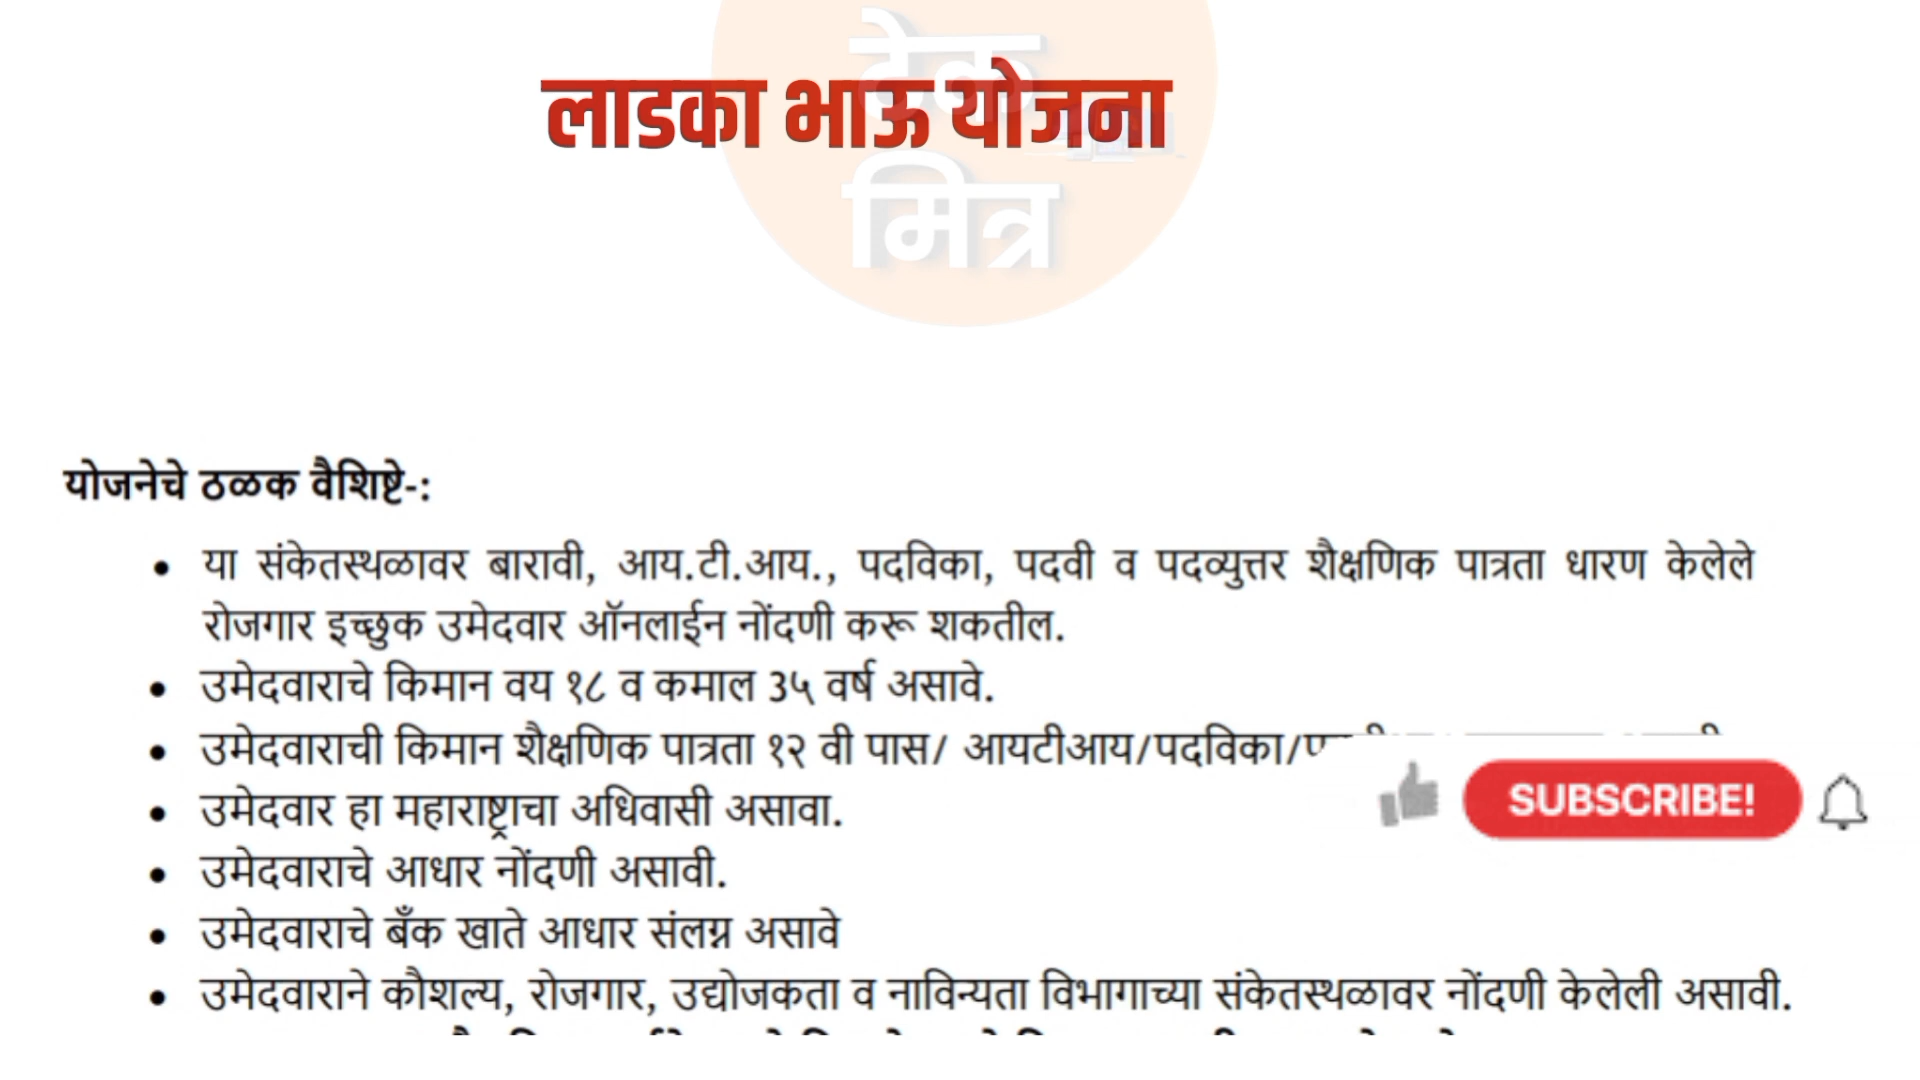 टेक
लाडका भाऊ योजना
मित्र
योजनेचे ठळक वैशिष्टे-:
• या संकेतस्थळावर बारावी, आय.टी.आय., पदविका, पदवी व पदव्युत्तर शैक्षणिक पात्रता धारण केलेले
रोजगार इच्छुक उमेदवार ऑनलाईन नोंदणी करू शकतील.
• उमेदवाराचे किमान वय १८ व कमाल ३५ वर्ष असावे.
• उमेदवाराची किमान शैक्षणिक पात्रता १२ वी पास/ आयटीआय/पदविका/
• उमेदवार हा महाराष्ट्राचा अधिवासी असावा.
SUBSCRIBE!
• उमेदवाराचे आधार नोंदणी असावी.
• उमेदवाराचे बँक खाते आधार संलग्न असावे
• उमेदवाराने कौशल्य, रोजगार, उद्योजकता व नाविन्यता विभागाच्या संकेतस्थळावर नोंदणी केलेली असावी.